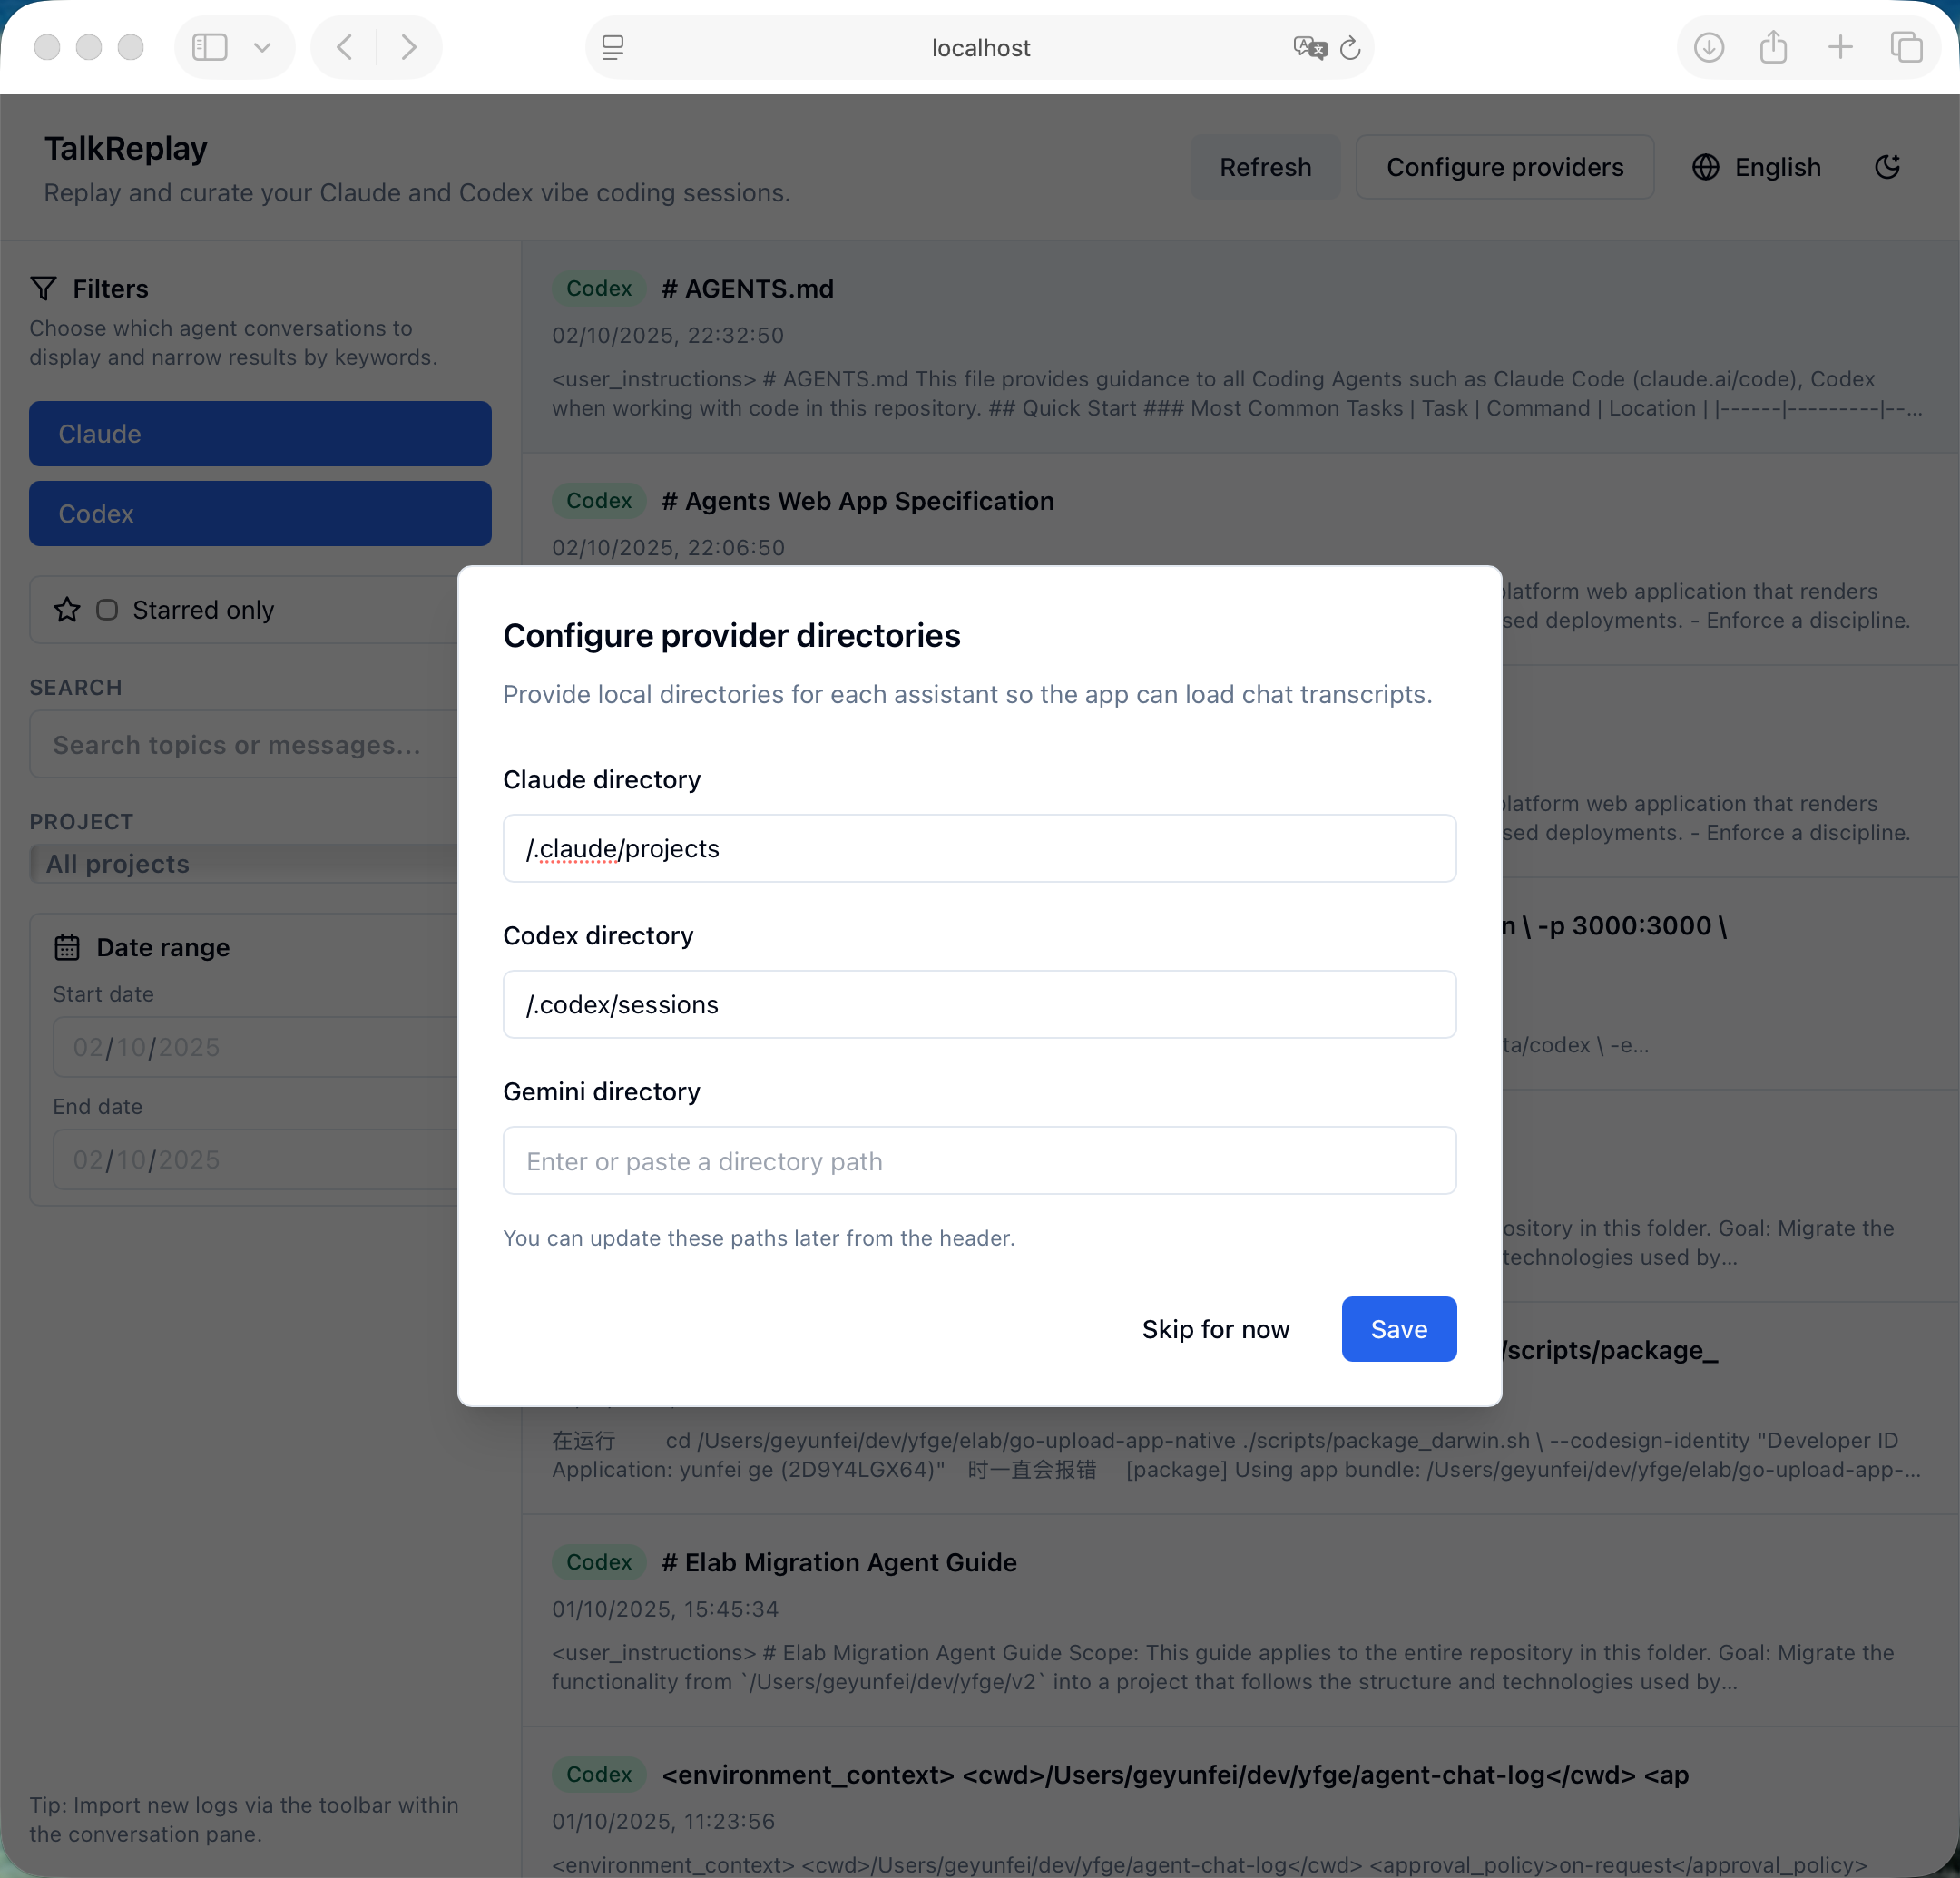 localhost
TalkReplay
Replay and curate your Claude and Codex vibe coding sessions.
Refresh
Configure providers
English
Filters
Choose which agent conversations to
display and narrow results by keywords.
Claude
Codex
Starred only
SEARCH
Search topics or messages...
PROJECT
All projects
Date range
Start date
02/10/2025
End date
02/10/2025
Tip: Import new logs via the toolbar within
the conversation pane.
Codex # AGENTS.md
02/10/2025, 22:32:50
<user_instructions> # AGENTS.md This file provides guidance to all Coding Agents such as Claude Code (claude.ai/code), Codex
when working with code in this repository. ## Quick Start ### Most Common Tasks | Task | Command | Location | |------|---------|--...
Codex # Agents Web App Specification
02/10/2025, 22:06:50
platform web application that renders
sed deployments. - Enforce a discipline.
platform web application that renders
sed deployments. - Enforce a discipline.
n \ -p 3000:3000 \
ta/codex \ -e...
ository in this folder. Goal: Migrate the
technologies used by...
/scripts/package_
在运行 cd /Users/geyunfei/dev/yfge/elab/go-upload-app-native ./scripts/package_darwin.sh \ --codesign-identity "Developer ID
Application: yunfei ge (2D9Y4LGX64)" 时一直会报错 [package] Using app bundle: /Users/geyunfei/dev/yfge/elab/go-upload-app-...
Codex # Elab Migration Agent Guide
01/10/2025, 15:45:34
<user_instructions> # Elab Migration Agent Guide Scope: This guide applies to the entire repository in this folder. Goal: Migrate the
functionality from `/Users/geyunfei/dev/yfge/v2` into a project that follows the structure and technologies used by...
Codex <environment_context> <cwd>/Users/geyunfei/dev/yfge/agent-chat-log</cwd> <ap
01/10/2025, 11:23:56
<environment_context> <cwd>/Users/geyunfei/dev/yfge/agent-chat-log</cwd> <approval_policy>on-request</approval_policy>
Configure provider directories
Provide local directories for each assistant so the app can load chat transcripts.
Claude directory
/.claude/projects
Codex directory
/.codex/sessions
Gemini directory
Enter or paste a directory path
You can update these paths later from the header.
Skip for now
Save